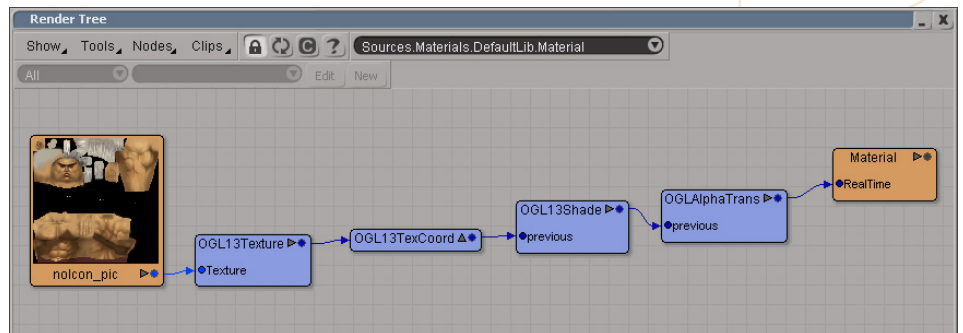 Render Tree
Show Tools Nodes Clips C ? Sources.Materials.DefaultLib.Material
All Edit New
noIcon_pic
OGL13Texture
Texture
OGL13TexCoord
OGL13Shade
previous
OGLAlphaTrans
previous
Material
RealTime